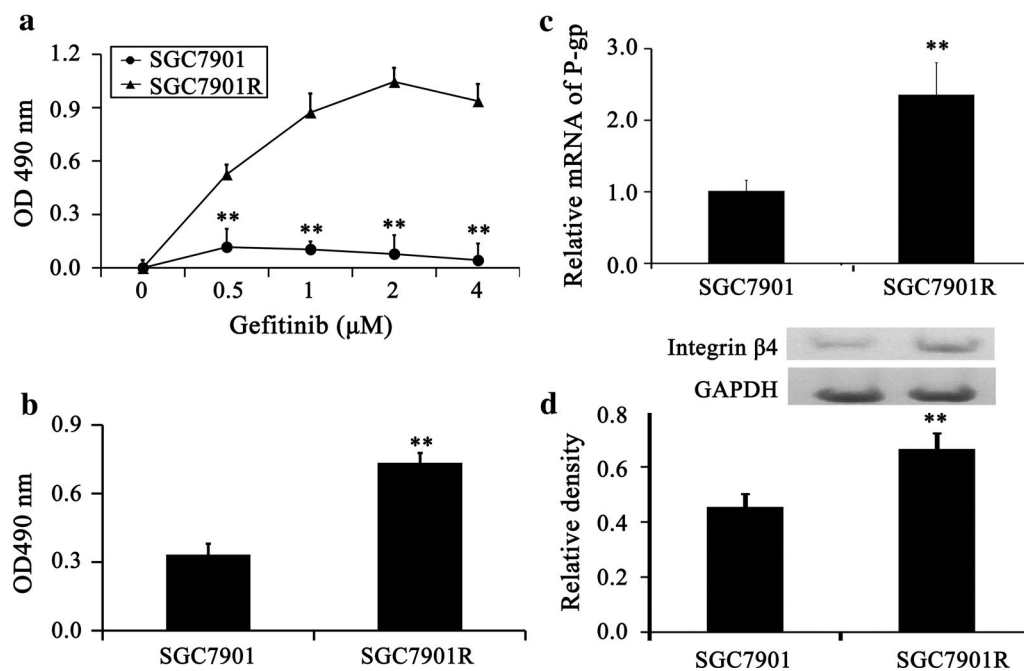 a
SGC7901
SGC7901R
OD 490 nm
1.2
0.9
0.6
0.3
0.0
** ** ** **
0 0.5 1 2 4
Gefitinib (μM)
b
OD490 nm
0.9
0.6
0.3
0.0
**
SGC7901 SGC7901R
c
Relative mRNA of P-gp
3.0
2.0
1.0
0.0
**
SGC7901 SGC7901R
Integrin β4
GAPDH
d
Relative density
0.8
0.6
0.4
0.2
0.0
**
SGC7901 SGC7901R